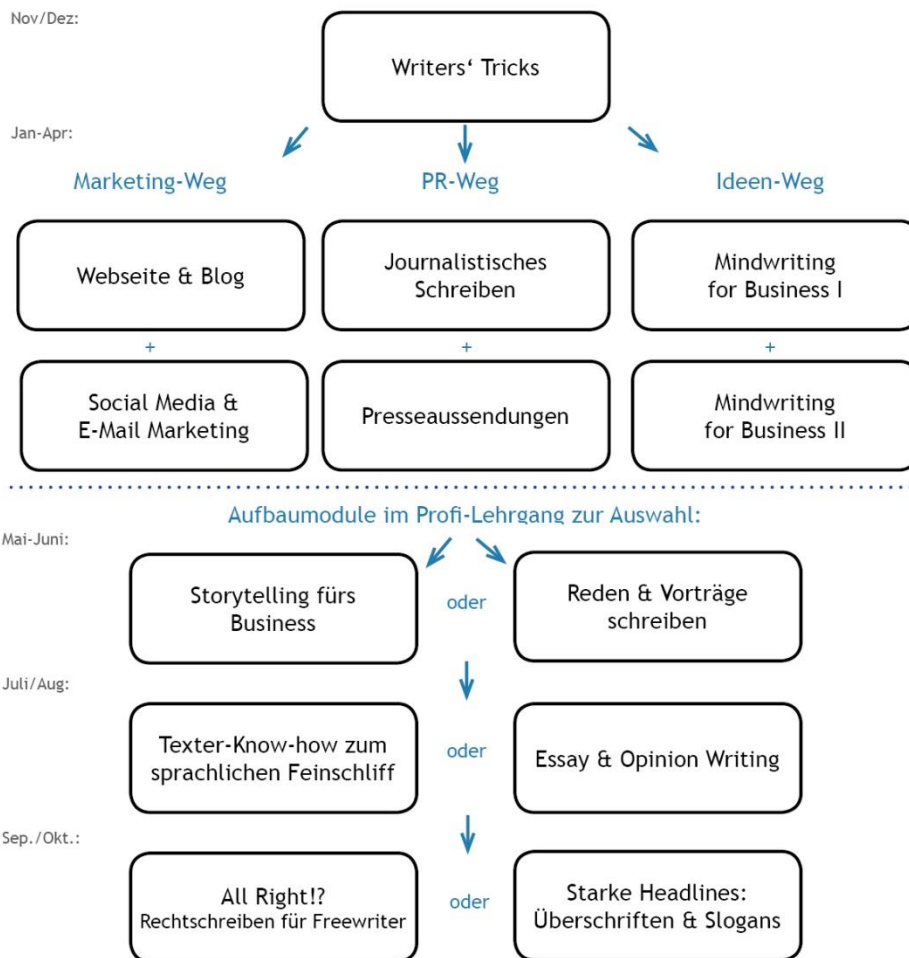 Nov/Dez:
Writers‘ Tricks
Jan-Apr:
Marketing-Weg
PR-Weg
Ideen-Weg
Webseite & Blog
Journalistisches
Schreiben
Mindwriting
for Business I
+
+
+
Social Media &
E-Mail Marketing
Presseaussendungen
Mindwriting
for Business II
Aufbaumodule im Profi-Lehrgang zur Auswahl:
Mai-Juni:
Storytelling fürs
Business
oder
Reden & Vorträge
schreiben
Juli/Aug:
Texter-Know-how zum
sprachlichen Feinschliff
oder
Essay & Opinion Writing
Sep./Okt.:
All Right!?
Rechtschreiben für Freewriter
oder
Starke Headlines:
Überschriften & Slogans